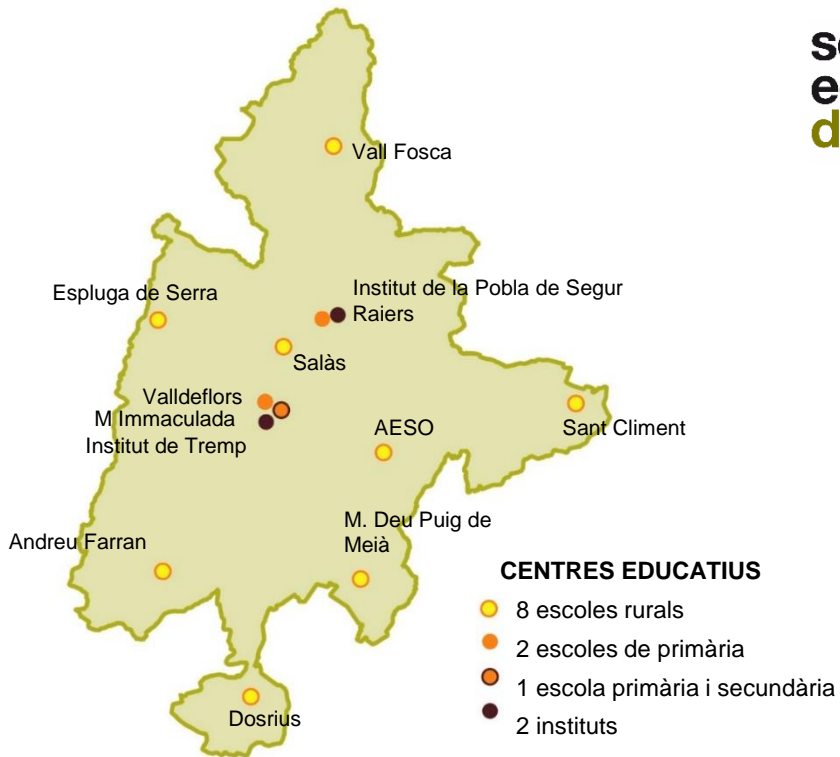 Vall Fosca
Espluga de Serra
Institut de la Pobla de Segur
Raiers
Salàs
Valldeflors
M Immaculada
Institut de Tremp
AESO
Sant Climent
M. Deu Puig de
Meià
Andreu Farran
Dosrius
CENTRES EDUCATIUS
8 escoles rurals
2 escoles de primària
1 escola primària i secundària
2 instituts